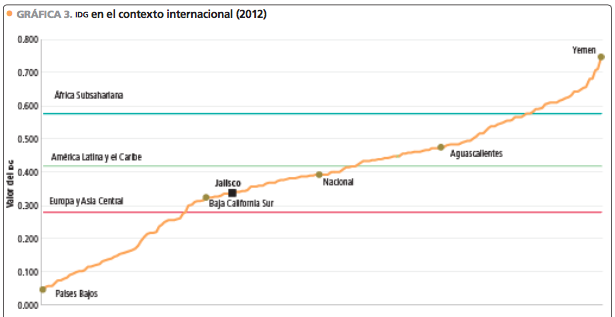 GRÁFICA 3. IDG en el contexto internacional (2012)
0.800
Yemen
0.700
África Subsahariana
0.600
0.500
América Latina y el Caribe
Aguascalientes
0.400
Jalisco
Nacional
Europa y Asia Central
Baja California Sur
0.300
0.200
0.100
Países Bajos
0.000
Valor del IDG